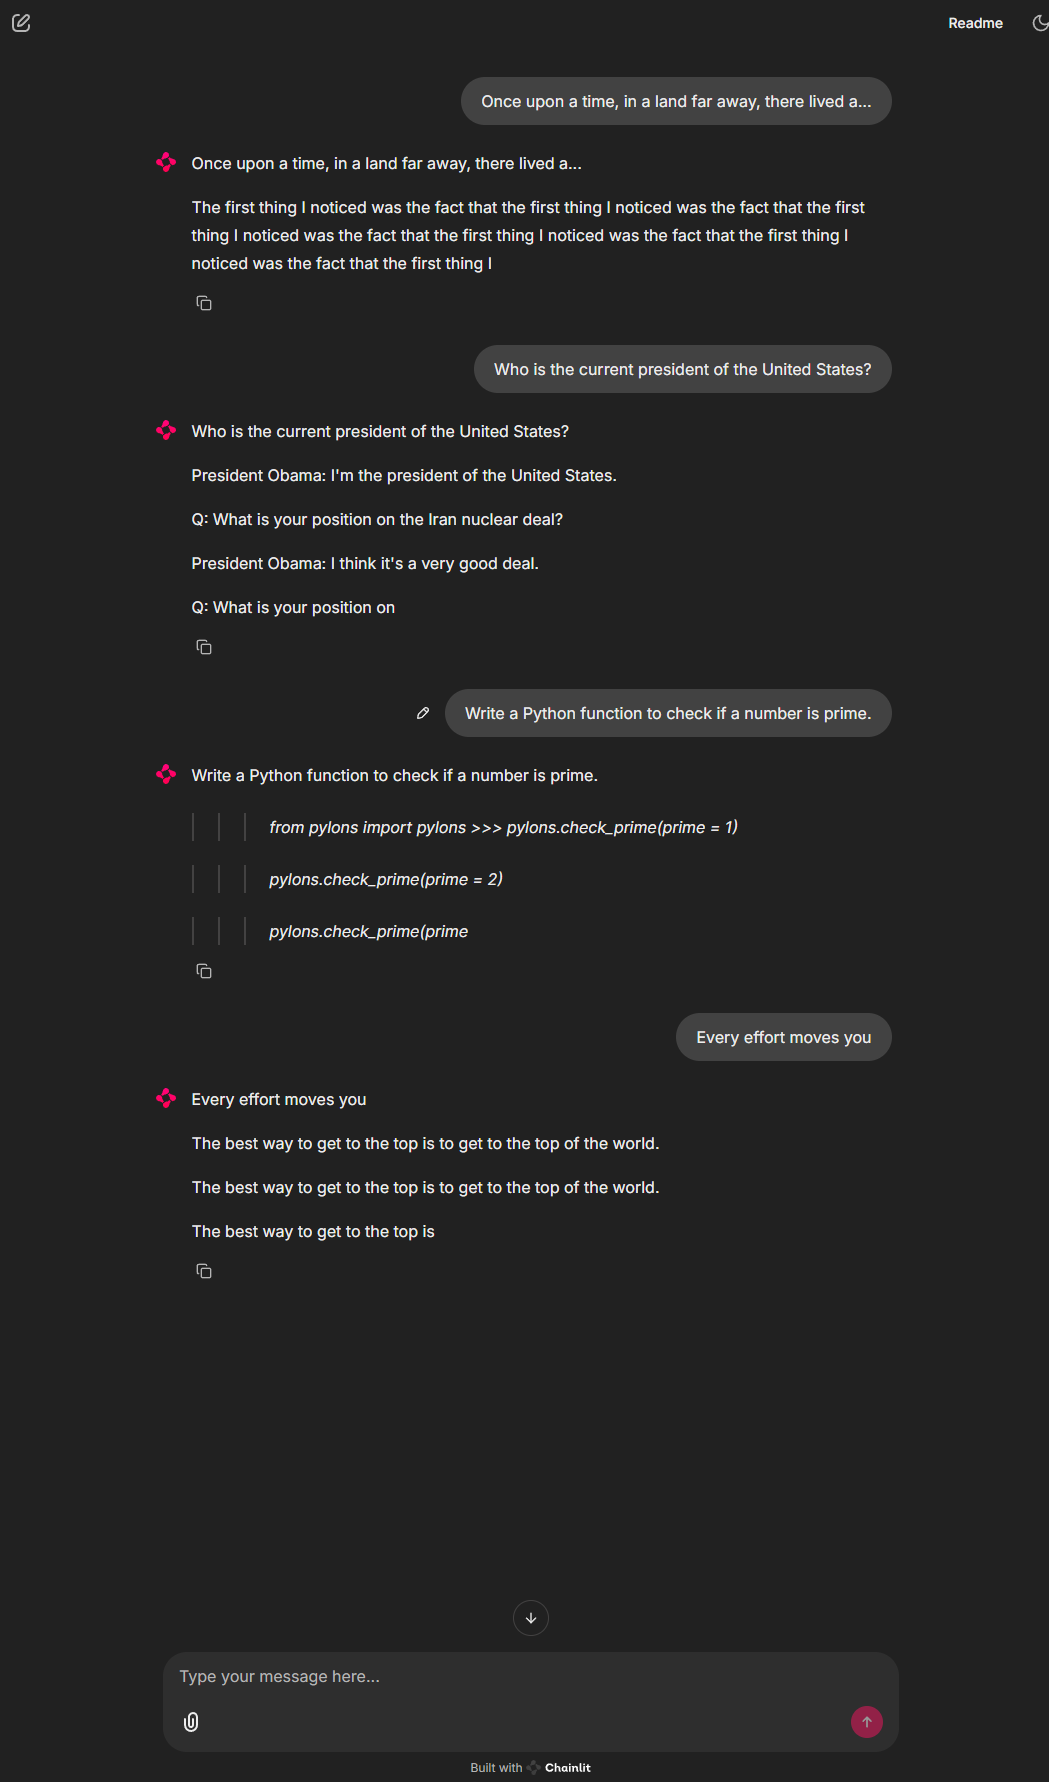 Readme
Once upon a time, in a land far away, there lived a...
Once upon a time, in a land far away, there lived a...
The first thing I noticed was the fact that the first thing I noticed was the fact that the first
thing I noticed was the fact that the first thing I noticed was the fact that the first thing I
noticed was the fact that the first thing I
Who is the current president of the United States?
Who is the current president of the United States?
President Obama: I'm the president of the United States.
Q: What is your position on the Iran nuclear deal?
President Obama: I think it's a very good deal.
Q: What is your position on
Write a Python function to check if a number is prime.
Write a Python function to check if a number is prime.
from pylons import pylons >>> pylons.check_prime(prime = 1)
pylons.check_prime(prime = 2)
pylons.check_prime(prime
Every effort moves you
Every effort moves you
The best way to get to the top is to get to the top of the world.
The best way to get to the top is to get to the top of the world.
The best way to get to the top is
Type your message here...
Built with Chainlit